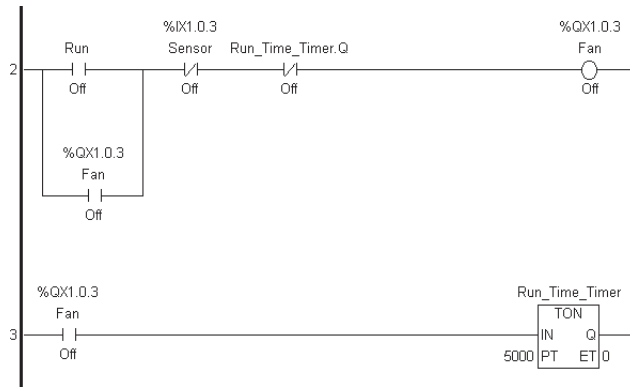 %IX1.0.3 %QX1.0.3
Run Sensor Run_Time_Timer.Q Fan
2
Off Off Off Off
%QX1.0.3
Fan
Off
%QX1.0.3 Run_Time_Timer
Fan TON
3 IN Q
Off 5000 PT ET 0